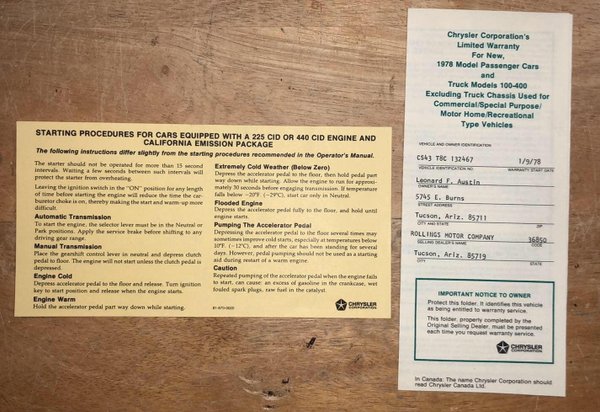 STARTING PROCEDURES FOR CARS EQUIPPED WITH A 225 CID OR 440 CID ENGINE AND
CALIFORNIA EMISSION PACKAGE
The following instructions differ slightly from the starting procedures recommended in the Operator's Manual.
The starter should not be operated for more than 15 second
intervals. Waiting a few seconds between such intervals will
protect the starter from overheating.
Leaving the ignition switch in the "ON" position for any length
of time before starting the engine will reduce the time the car-
buretor choke is on, thereby making the start and warm-up more
difficult.
Automatic Transmission
To start the engine, the selector lever must be in the Neutral or
Park positions. Apply the service brake before shifting to any
driving gear range.
Manual Transmission
Place the gearshift control lever in neutral and depress clutch
pedal to the floor. The engine will not start unless the clutch pedal is
depressed.
Engine Cold
Depress accelerator pedal to the floor and release. Turn ignition
key to start position and release when the engine starts.
Engine Warm
Hold the accelerator pedal part way down while starting.
Extremely Cold Weather (Below Zero)
Depress the accelerator pedal to the floor, then hold pedal part
way down while starting. Allow the engine to run for approxi-
mately 30 seconds before engaging transmission. If temperature
falls below -20°F. (-29°C), start car only in Neutral.
Flooded Engine
Depress the accelerator pedal fully to the floor, and hold until
engine starts.
Pumping The Accelerator Pedal
Depressing the accelerator pedal to the floor several times may
sometimes improve cold starts, especially at temperatures below
10°F. (-12°C), and after the car has been standing for several
days. However, pedal pumping should not be used as a starting
aid during restart of a warm engine.
Caution
Repeated pumping of the accelerator pedal when the engine fails
to start, can cause: an excess of gasoline in the crankcase, wet
fouled spark plugs, raw fuel in the catalyst.
81-670-0822
CHRYSLER
CORPORATION
Chrysler Corporation's
Limited Warranty
For New,
1978 Model Passenger Cars
and
Truck Models 100-400
Excluding Truck Chassis Used for
Commercial/Special Purpose/
Motor Home/Recreational
Type Vehicles
VEHICLE AND OWNER IDENTIFICATION
CS43 T8C 132467 1/9/78
VEHICLE IDENTIFICATION NO. WARRANTY START DATE
Leonard F. Austin
OWNER'S NAME
5745 E. Burns
STREET
Tucson, Ariz. 85711
CITY AND STATE ZIP
ROLLINGS MOTOR COMPANY 36850
SELLING DEALER'S NAME CODE
Tucson, Ariz. 85719
CITY AND STATE
IMPORTANT NOTICE TO OWNER
Protect this folder. It identifies this vehicle
as being entitled to warranty service.
This folder, properly completed by the
Original Selling Dealer, must be presented
each time you request warranty service.
CHRYSLER
CORPORATION
In Canada: The name Chrysler Corporation should
read Chrysler Canada Ltd.